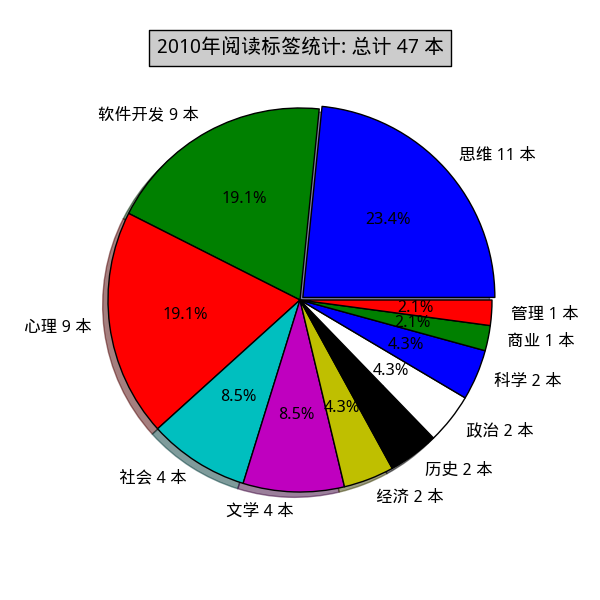 2010年阅读标签统计: 总计 47 本
软件开发 9 本
思维 11 本
19.1%
23.4%
心理 9 本
19.1%
管理 1 本
2.1%
商业 1 本
2.1%
科学 2 本
4.3%
政治 2 本
4.3%
8.5%
8.5%
4.3%
社会 4 本
文学 4 本
经济 2 本
历史 2 本